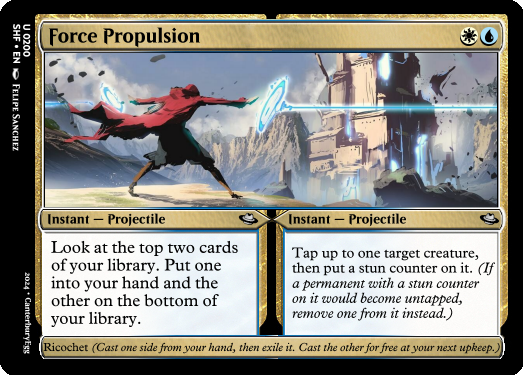 Force Propulsion
Instant — Projectile
Look at the top two cards
of your library. Put one
into your hand and the
other on the bottom of
your library.
Instant — Projectile
Tap up to one target creature,
then put a stun counter on it. (If
a permanent with a stun counter
on it would become untapped,
remove one from it instead.)
Ricochet (Cast one side from your hand, then exile it. Cast the other for free at your next upkeep.)
U 0200
SHF • EN FELIPE SANCHEZ
2024 * CanterburyEgg